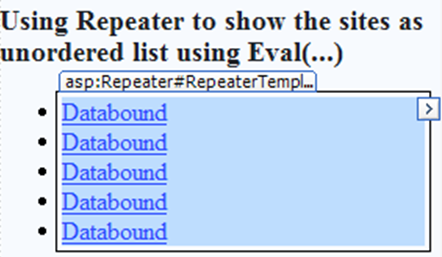 Using Repeater to show the sites as
unordered list using Eval(...)
asp:Repeater#RepeaterTempl...
Databound
Databound
Databound
Databound
Databound